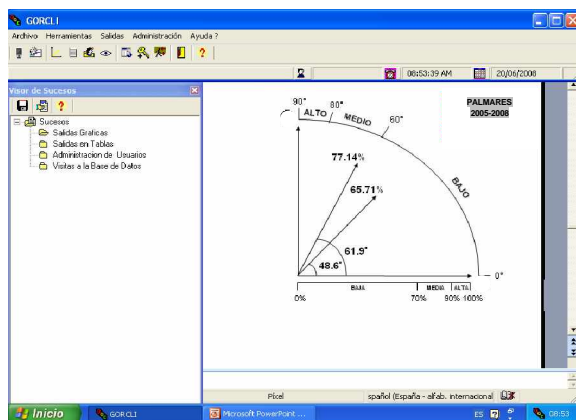 GORCLI
Archivo Herramientas Salidas Administración Ayuda ?
08:53:39 AM 20/06/2008
Visor de Sucesos
Sucesos
Salidas Graficas
Salidas en Tablas
Administracion de Usuarios
Visitas a la Base de Datos
PALMARES
2005-2008
90° ALTO 80° MEDIO 60°
BAJO
77.14%
65.71%
61.9°
48.6°
0°
BAJA MEDIA ALTA
0% 70% 90% 100%
Píxel español (España - alfab. internacional
Inicio GORCLI Microsoft PowerPoint ... ES 08:53